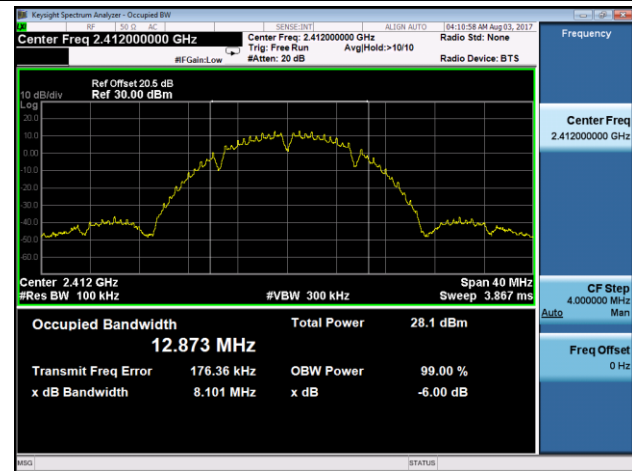 Keysight Spectrum Analyzer - Occupied BW
RF 50 Ω AC SENSE:INT ALIGN AUTO 04:10:58 AM Aug 03, 2017
Center Freq 2.412000000 GHz
Center Freq: 2.412000000 GHz
Radio Std: None
Trig: Free Run Avg|Hold:>10/10
#IFGain:Low #Atten: 20 dB
Radio Device: BTS
Frequency
Ref Offset 20.5 dB
10 dB/div Ref 30.00 dBm
Log
20.0
10.0
0.00
-10.0
-20.0
-30.0
-40.0
-50.0
-60.0
Center 2.412 GHz Span 40 MHz
#Res BW 100 kHz #VBW 300 kHz Sweep 3.867 ms
Occupied Bandwidth Total Power 28.1 dBm
12.873 MHz
Transmit Freq Error 176.36 kHz OBW Power 99.00 %
x dB Bandwidth 8.101 MHz x dB -6.00 dB
Center Freq
2.412000000 GHz
CF Step
4.000000 MHz
Auto Man
Freq Offset
0 Hz
MSG STATUS